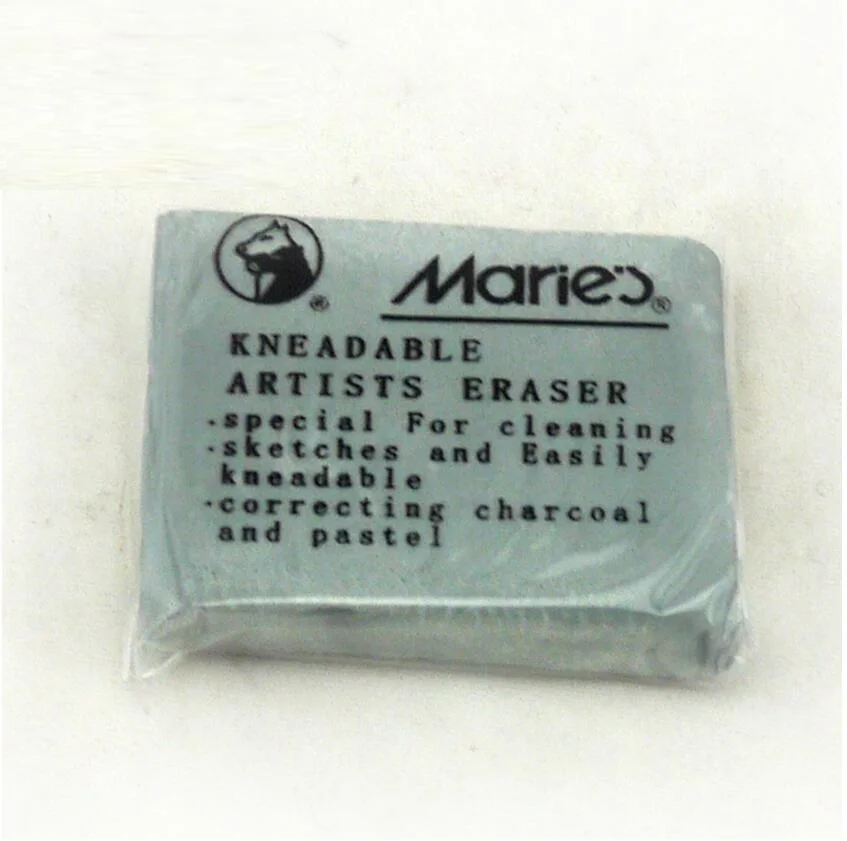 Marie's®
®
KNEADABLE
ARTISTS ERASER
·special For cleaning
·sketches and Easily
kneadable
·correcting charcoal
and pastel